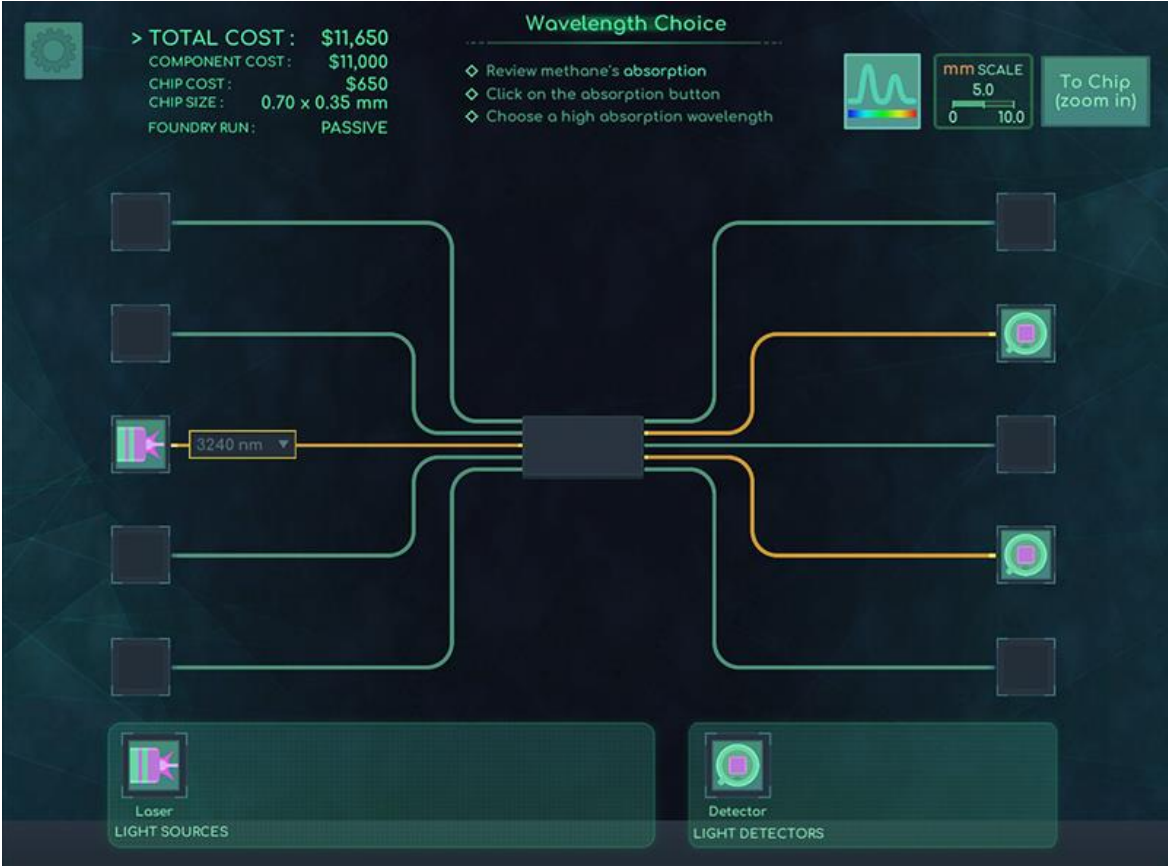 Wavelength Choice
> TOTAL COST : $11,650
COMPONENT COST : $11,000
CHIP COST : $650
CHIP SIZE : 0.70 x 0.35 mm
FOUNDRY RUN : PASSIVE
◇ Review methane's absorption
◇ Click on the absorption button
◇ Choose a high absorption wavelength
mm SCALE
5.0
0 10.0
To Chip
(zoom in)
3240 nm ▼
Laser
LIGHT SOURCES
Detector
LIGHT DETECTORS